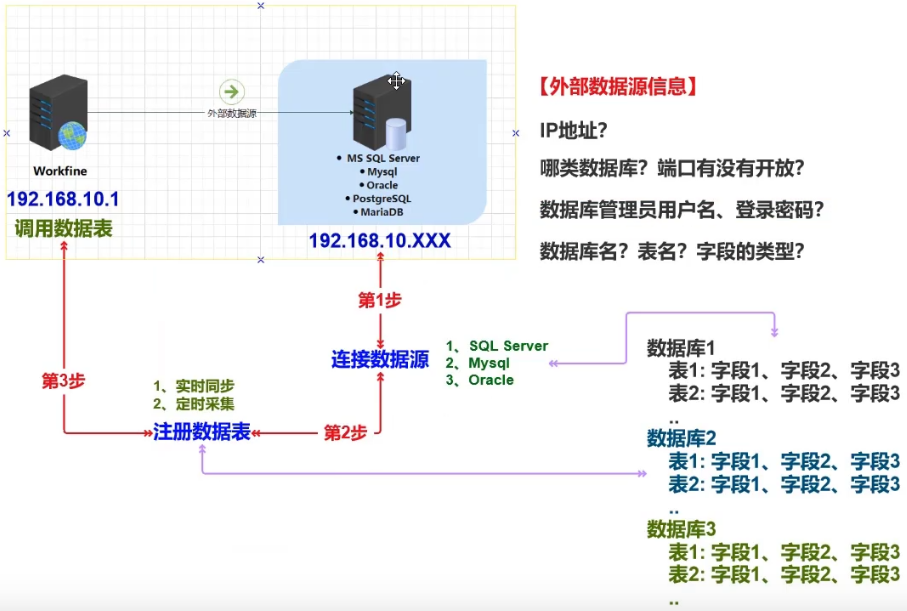 外部数据源
Workfine
192.168.10.1
调用数据表
• MS SQL Server
• Mysql
• Oracle
• PostgreSQL
• MariaDB
192.168.10.XXX
【外部数据源信息】
IP地址?
哪类数据库? 端口有没有开放?
数据库管理员用户名、登录密码?
数据库名? 表名? 字段的类型?
第1步
连接数据源
1、SQL Server
2、Mysql
3、Oracle
第2步
第3步
1、实时同步
2、定时采集
注册数据表
数据库1
表1: 字段1、字段2、字段3
表2: 字段1、字段2、字段3
..
数据库2
表1: 字段1、字段2、字段3
表2: 字段1、字段2、字段3
..
数据库3
表1: 字段1、字段2、字段3
表2: 字段1、字段2、字段3
..